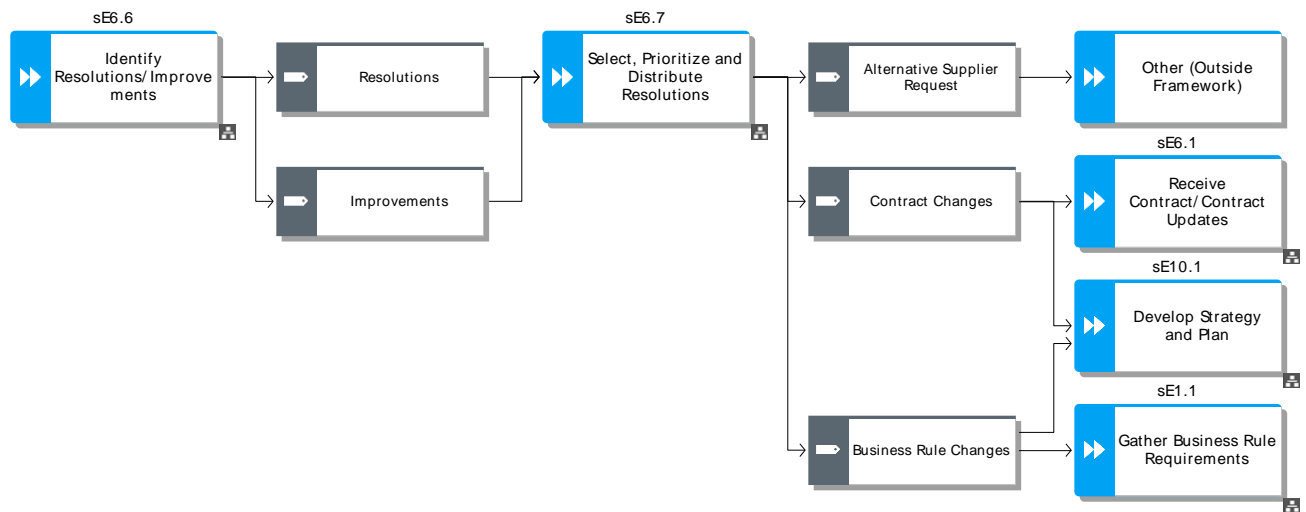 sE6.6
Identify
Resolutions/ Improve
ments
Resolutions
Improvements
sE6.7
Select, Prioritize and
Distribute
Resolutions
Alternative Supplier
Request
Other (Outside
Framework)
Contract Changes
sE6.1
Receive
Contract/ Contract
Updates
sE10.1
Develop Strategy
and Plan
Business Rule Changes
sE1.1
Gather Business Rule
Requirements